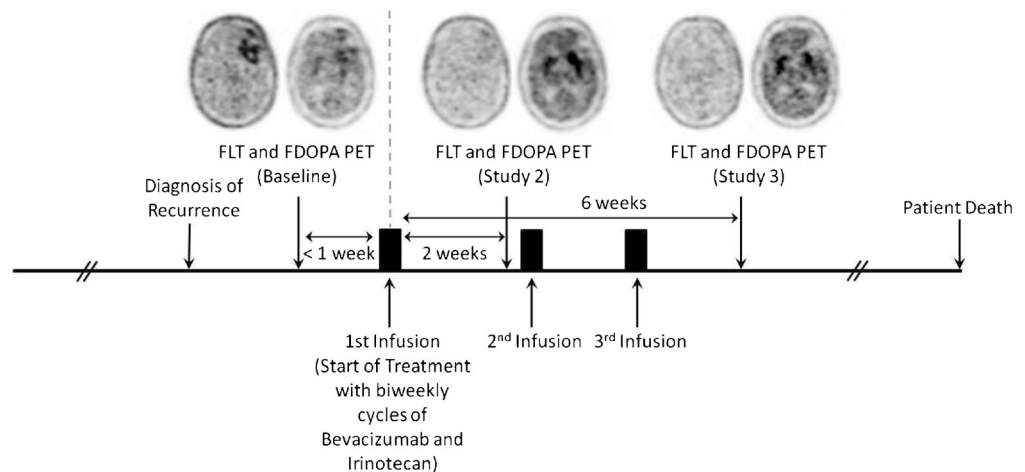 FLT and FDOPA PET
(Baseline)
FLT and FDOPA PET
(Study 2)
FLT and FDOPA PET
(Study 3)
Diagnosis of
Recurrence
6 weeks
Patient Death
< 1 week
2 weeks
1st Infusion
(Start of Treatment
with biweekly
cycles of
Bevacizumab and
Irinotecan)
2nd Infusion
3rd Infusion